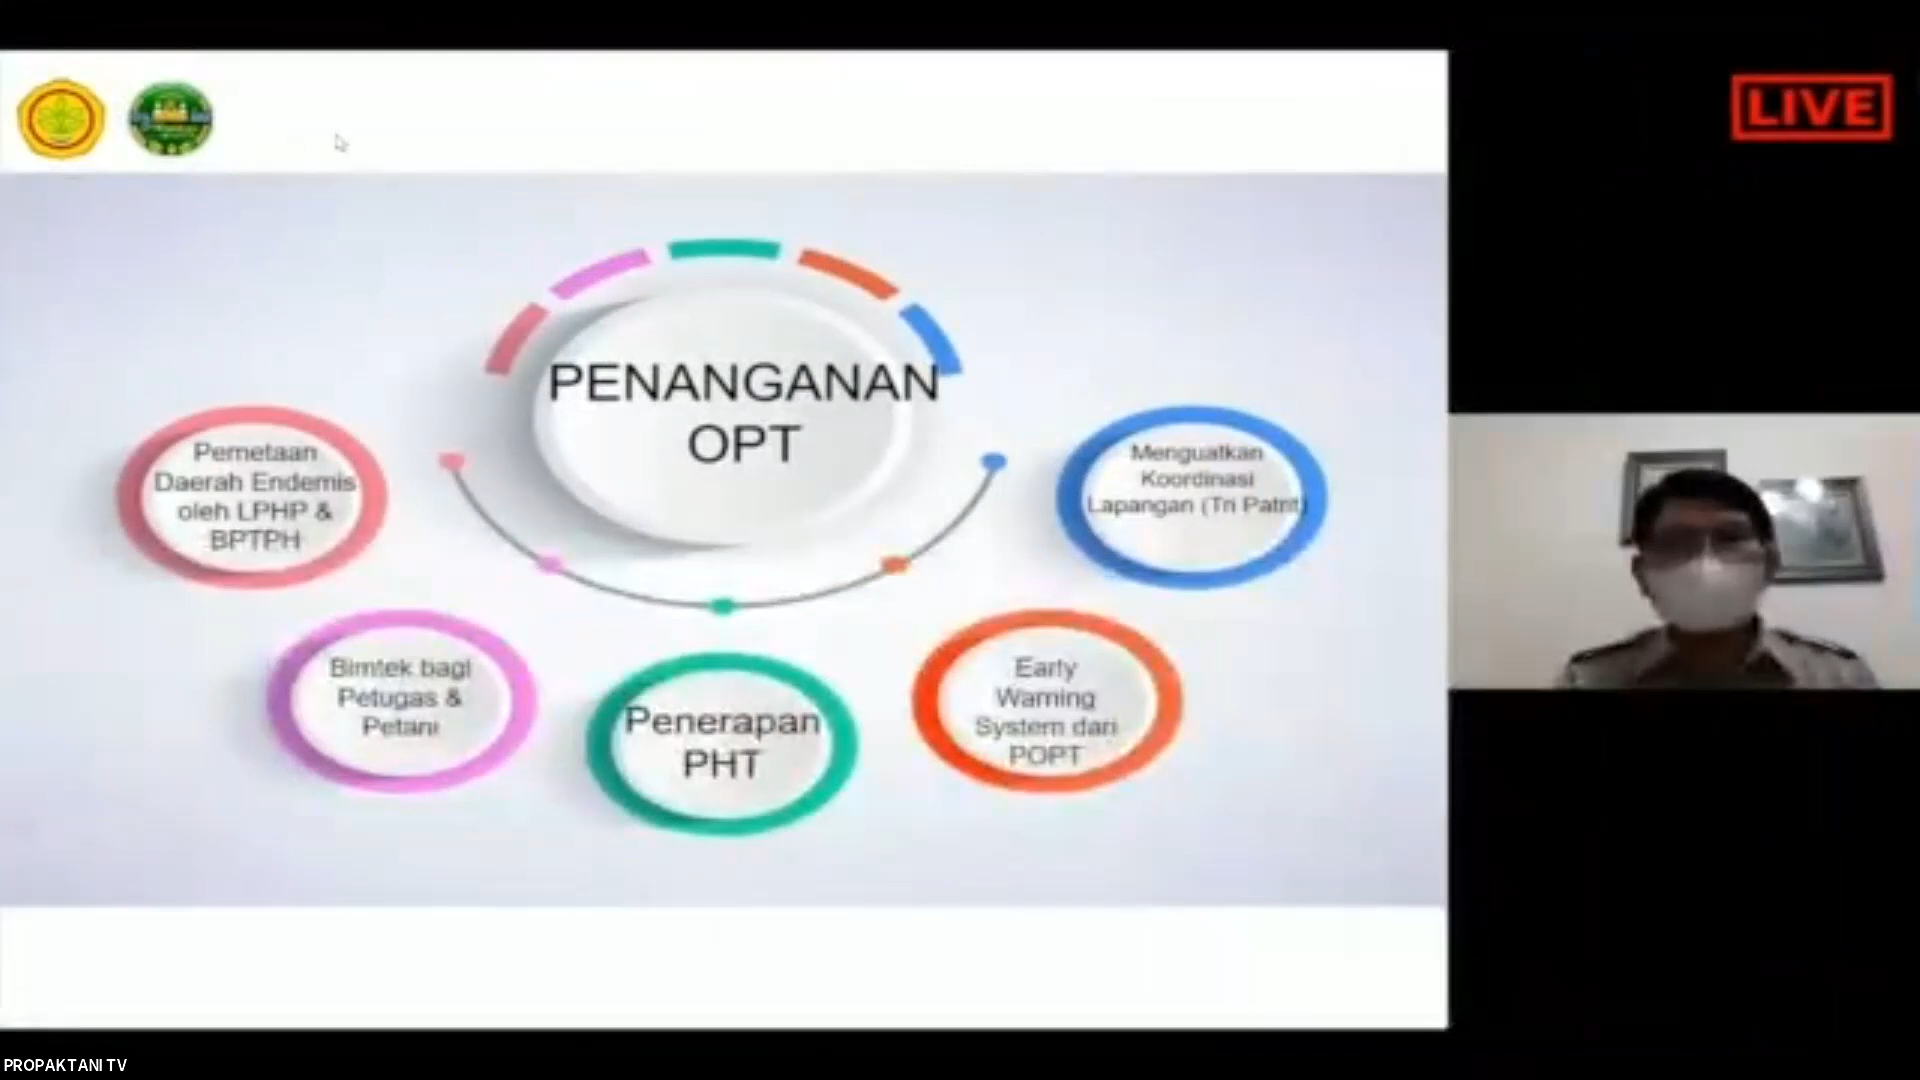 LIVE
PENANGANAN
OPT
Pemetaan
Daerah Endemis
oleh LPHP &
BPTPH
Bimtek bagi
Petugas &
Petani
Penerapan
PHT
Early
Warning
System dari
POPT
Menguatkan
Koordinasi
Lapangan (Tri Patrit)
PROPAKTANI TV